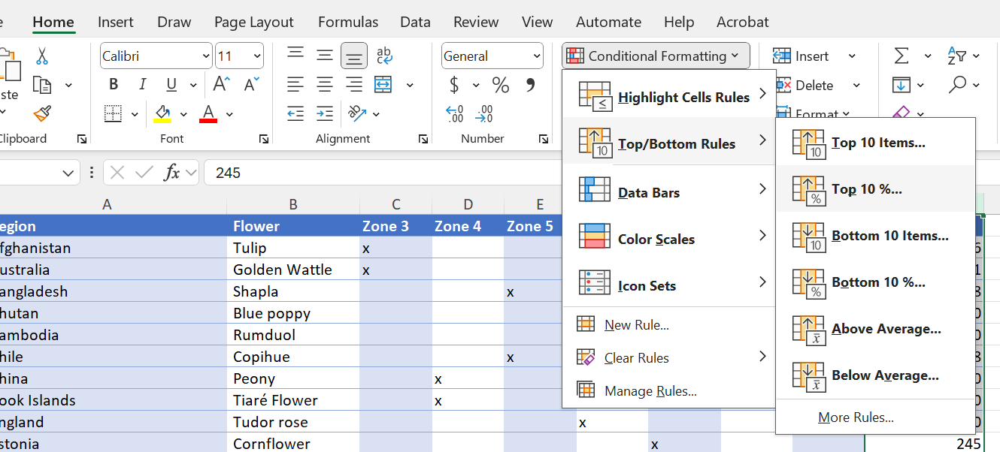 Home Insert Draw Page Layout Formulas Data Review View Automate Help Acrobat
Calibri 11 ab General Conditional Formatting Insert
B I U A A $ % Delete
ste A Format
lipboard Font Alignment Number
fx 245
Highlight Cells Rules
Top/Bottom Rules
Data Bars
Color Scales
Icon Sets
New Rule...
Clear Rules
Manage Rules...
Top 10 Items...
Top 10 %...
Bottom 10 Items...
Bottom 10 %...
Above Average...
Below Average...
More Rules...
A B C D E
egion Flower Zone 3 Zone 4 Zone 5
fghanistan Tulip x 6
ustralia Golden Wattle x 1
angladesh Shapla x 8
hutan Blue poppy 0
ambodia Rumduol 0
hile Copihue x 8
hina Peony x 0
ook Islands Tiaré Flower x 0
ngland Tudor rose x 0
stonia Cornflower x 245